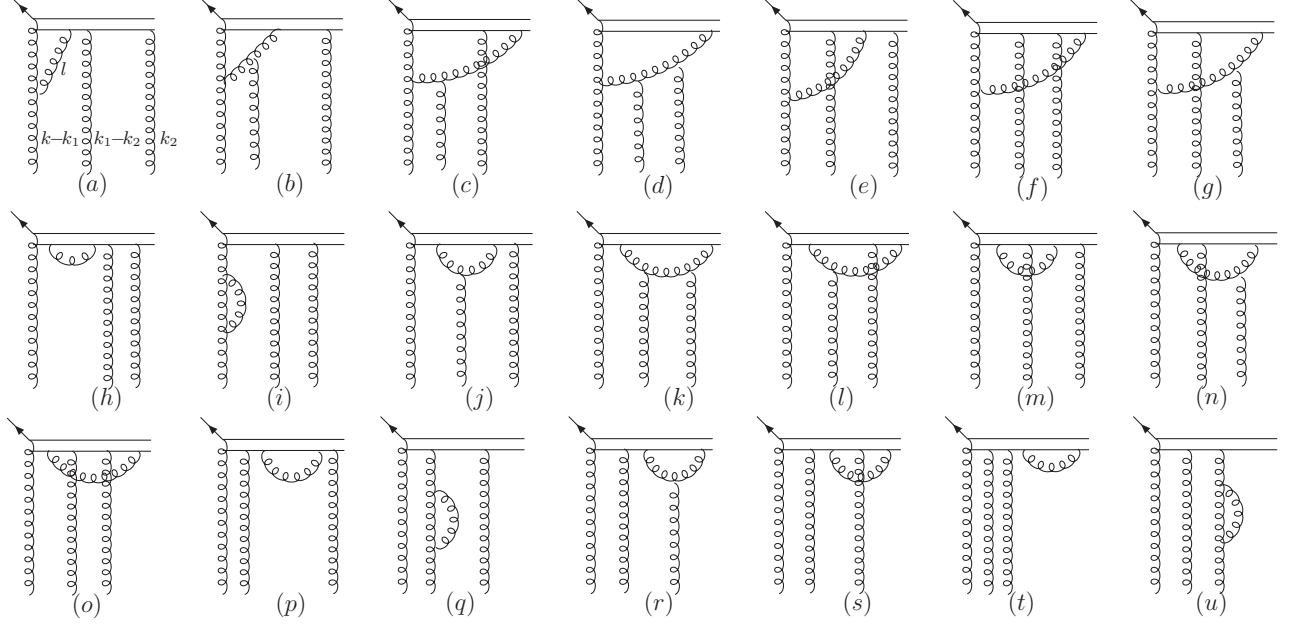 l
k−k₁ k₁−k₂ k₂
(a) (b) (c) (d) (e) (f) (g)
(h) (i) (j) (k) (l) (m) (n)
(o) (p) (q) (r) (s) (t) (u)